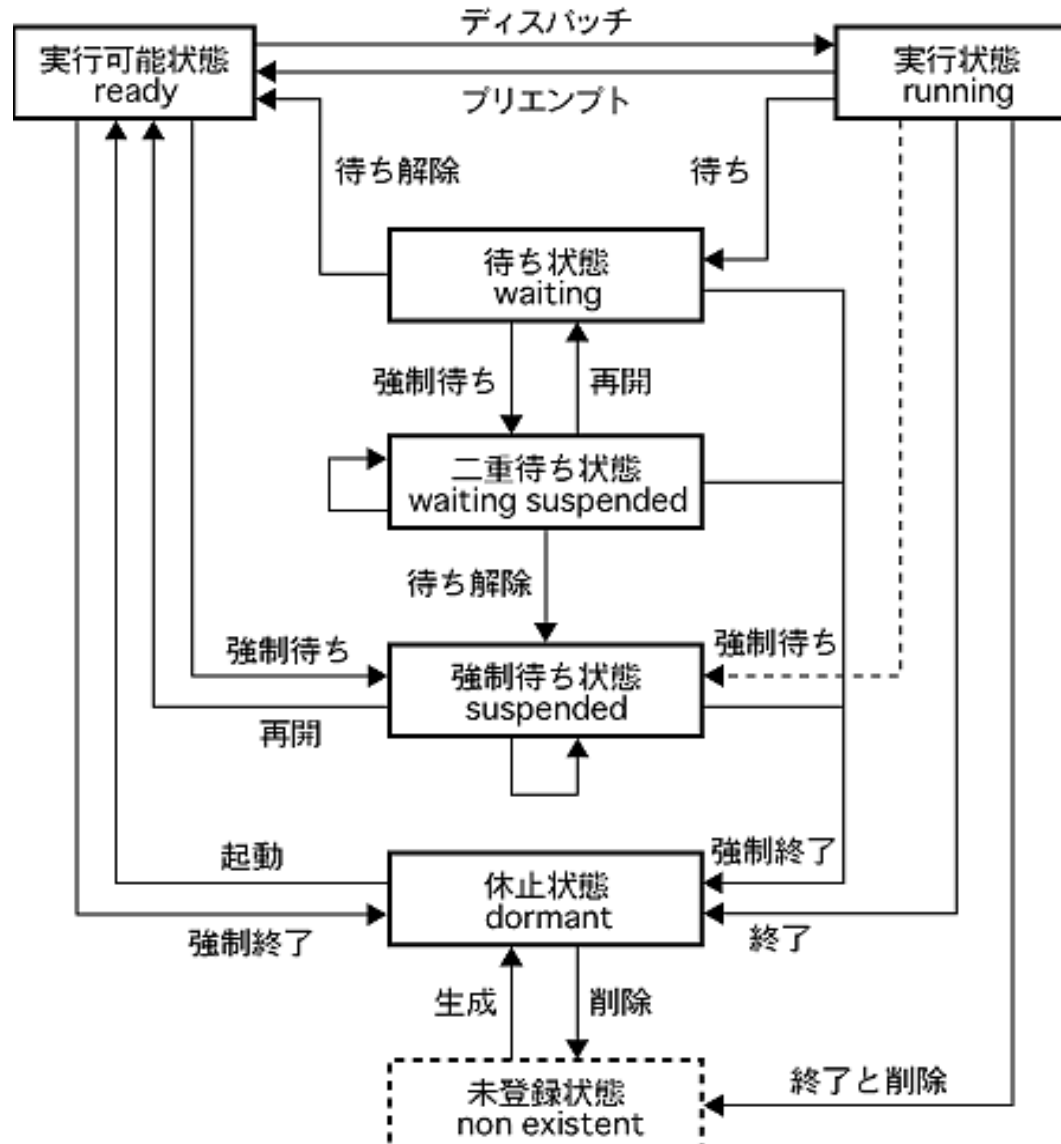 ディスパッチ
実行可能状態
ready
実行状態
running
プリエンプト
待ち解除
待ち
待ち状態
waiting
強制待ち
再開
二重待ち状態
waiting suspended
待ち解除
強制待ち
強制待ち
強制待ち状態
suspended
再開
起動
強制終了
休止状態
dormant
強制終了
終了
生成
削除
未登録状態
non existent
終了と削除